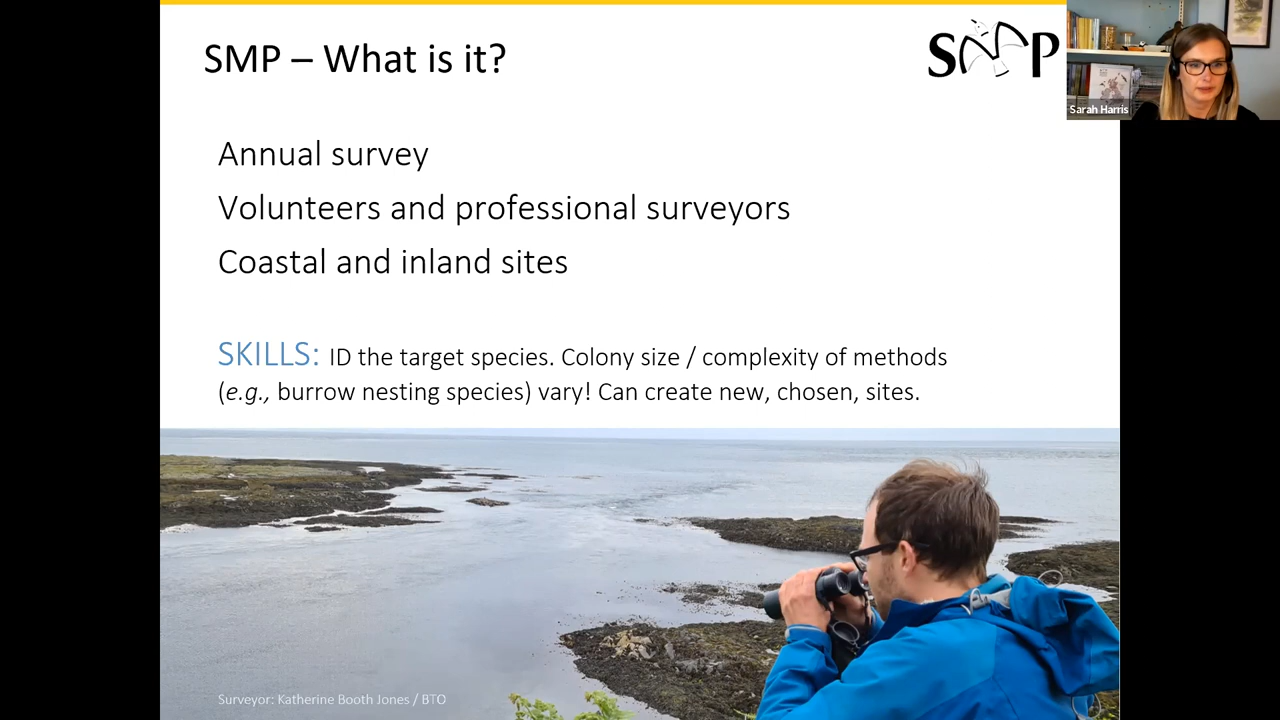 SMP – What is it?
SMP
Sarah Harris
Annual survey
Volunteers and professional surveyors
Coastal and inland sites
SKILLS: ID the target species. Colony size / complexity of methods
(e.g., burrow nesting species) vary! Can create new, chosen, sites.
Surveyor: Katherine Booth Jones / BTO